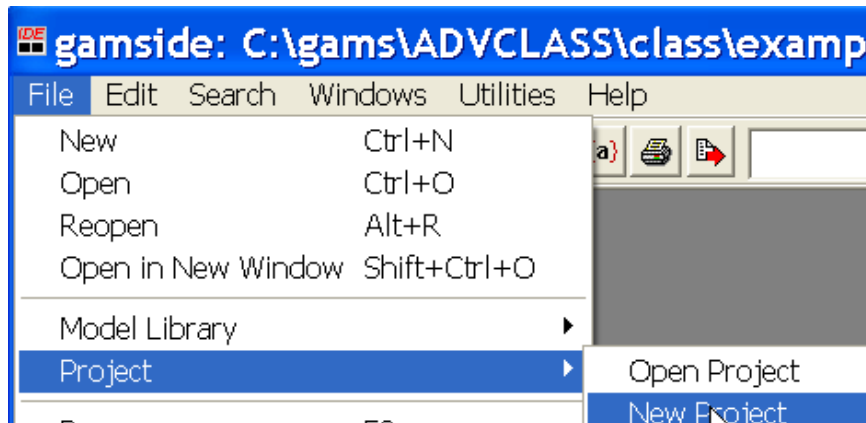 IDE gamside: C:\gams\ADVCLASS\class\examp
File Edit Search Windows Utilities Help
New Ctrl+N
{a}
Open Ctrl+O
Reopen Alt+R
Open in New Window Shift+Ctrl+O
Model Library
Project
Open Project
New Project